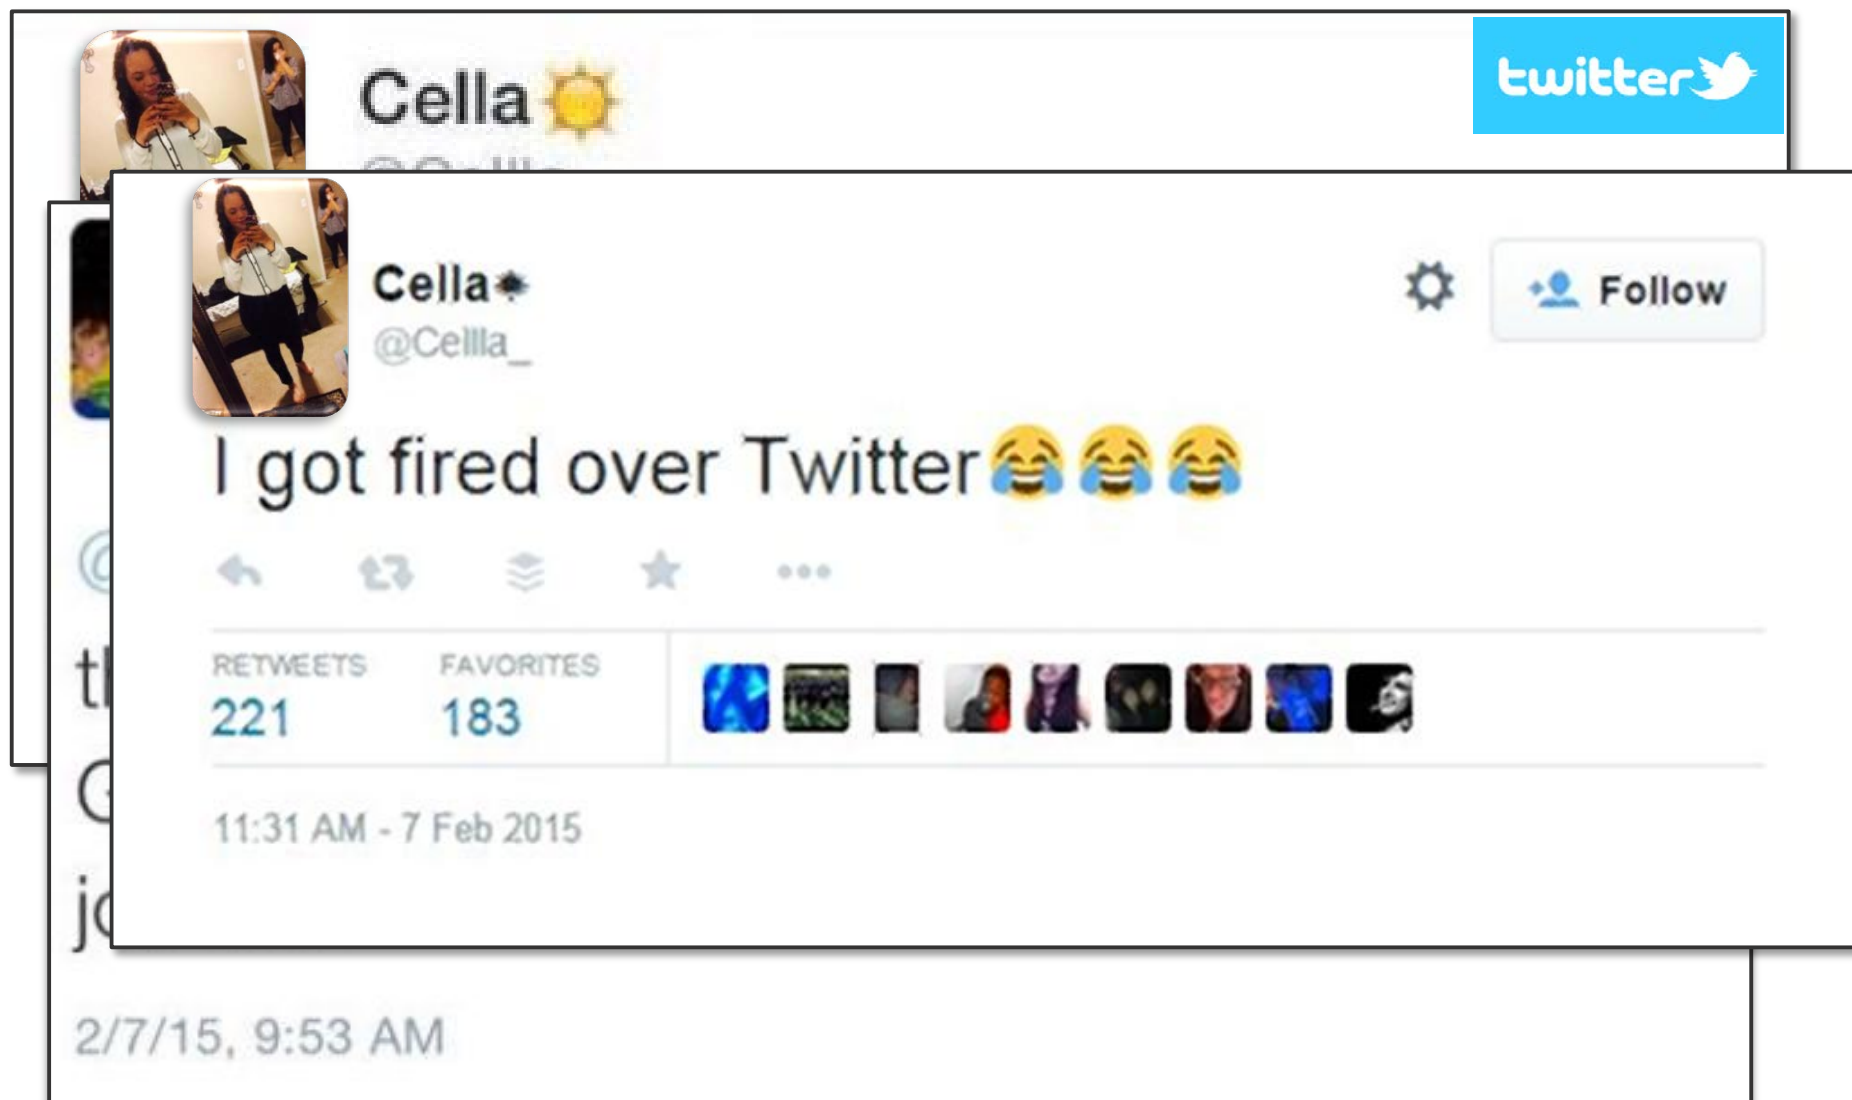 Cella
twitter
Cella
@Cellla_
Follow
I got fired over Twitter😂😂😂
RETWEETS FAVORITES
221 183
11:31 AM - 7 Feb 2015
2/7/15, 9:53 AM